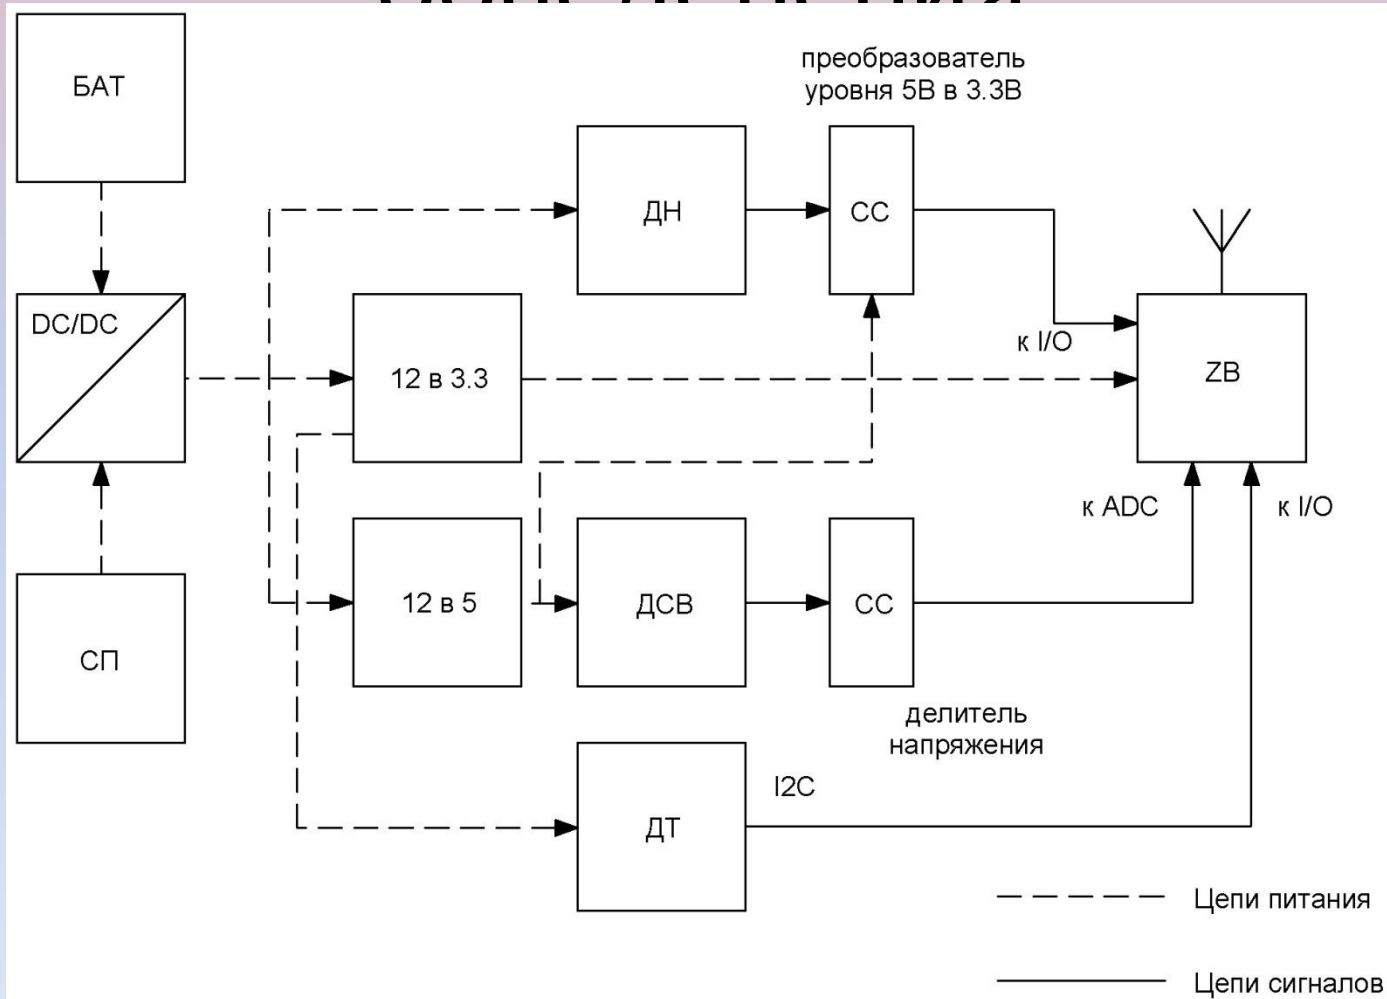 БАТ
преобразователь
уровня 5В в 3.3В
ДН
СС
DC/DC
к I/O
12 в 3.3
ZB
к ADC
к I/O
12 в 5
ДСВ
СС
СП
делитель
напряжения
I2C
ДТ
Цепи питания
Цепи сигналов